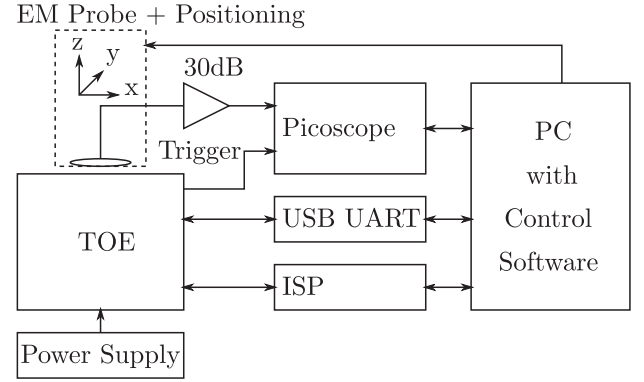 EM Probe + Positioning
z
y
x
30dB
Trigger
Picoscope
PC
with
Control
Software
TOE
USB UART
ISP
Power Supply